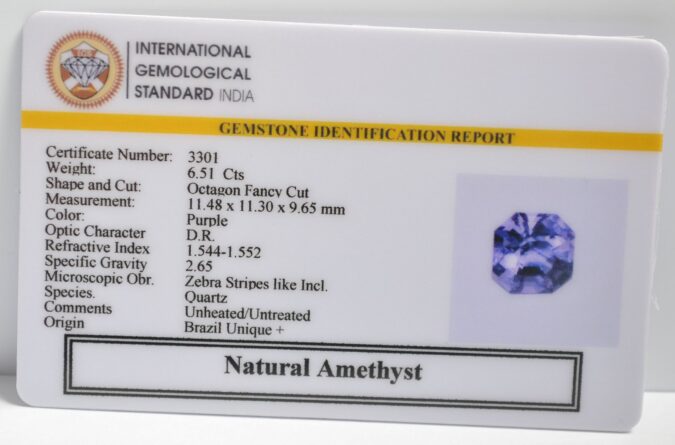 INTERNATIONAL
GEMOLOGICAL
STANDARD INDIA
GEMSTONE IDENTIFICATION REPORT
Certificate Number: 3301
Weight: 6.51 Cts
Shape and Cut: Octagon Fancy Cut
Measurement: 11.48 x 11.30 x 9.65 mm
Color: Purple
Optic Character D.R.
Refractive Index 1.544-1.552
Specific Gravity 2.65
Microscopic Obr. Zebra Stripes like Incl.
Species. Quartz
Comments Unheated/Untreated
Origin Brazil Unique +
Natural Amethyst